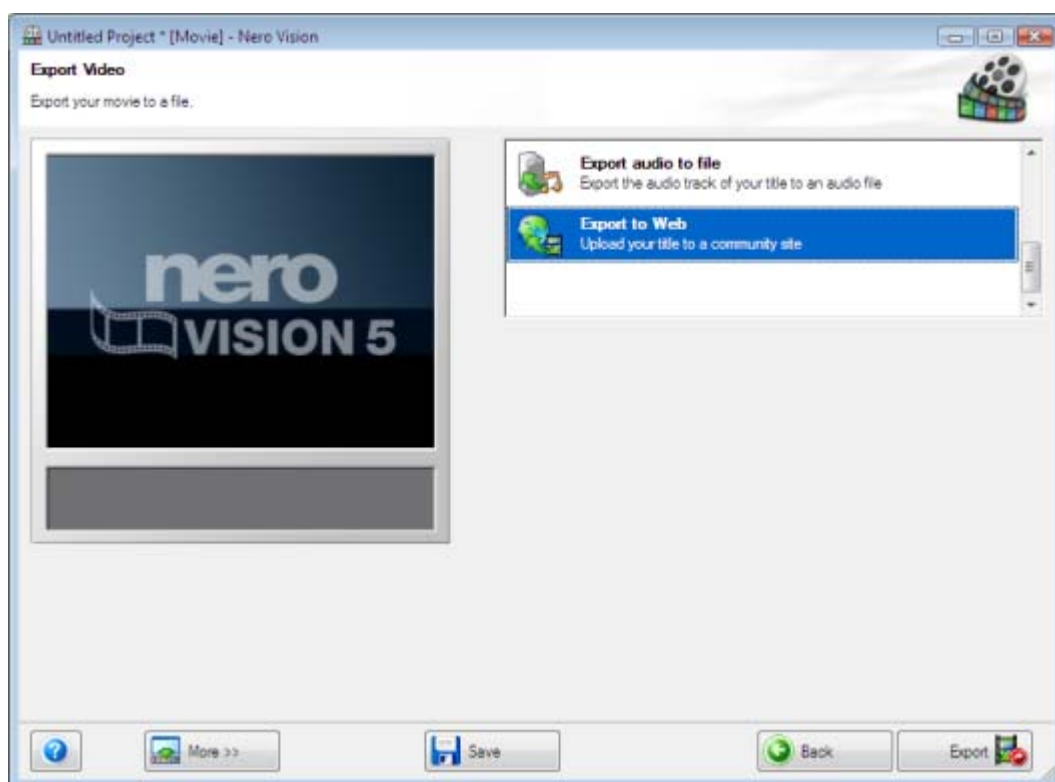 Untitled Project * [Movie] - Nero Vision
Export Video
Export your movie to a file.
nero
VISION 5
Export audio to file
Export the audio track of your title to an audio file
Export to Web
Upload your title to a community site
More >>
Save
Back
Export